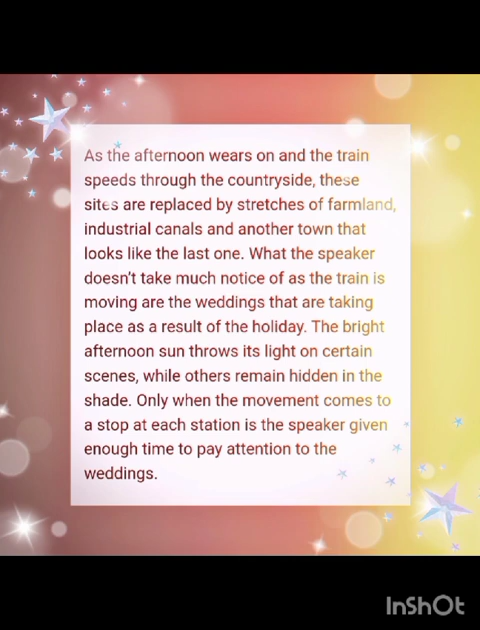 As the afternoon wears on and the train
speeds through the countryside, these
sites are replaced by stretches of farmland,
industrial canals and another town that
looks like the last one. What the speaker
doesn't take much notice of as the train is
moving are the weddings that are taking
place as a result of the holiday. The bright
afternoon sun throws its light on certain
scenes, while others remain hidden in the
shade. Only when the movement comes to
a stop at each station is the speaker given
enough time to pay attention to the
weddings.
InShOt